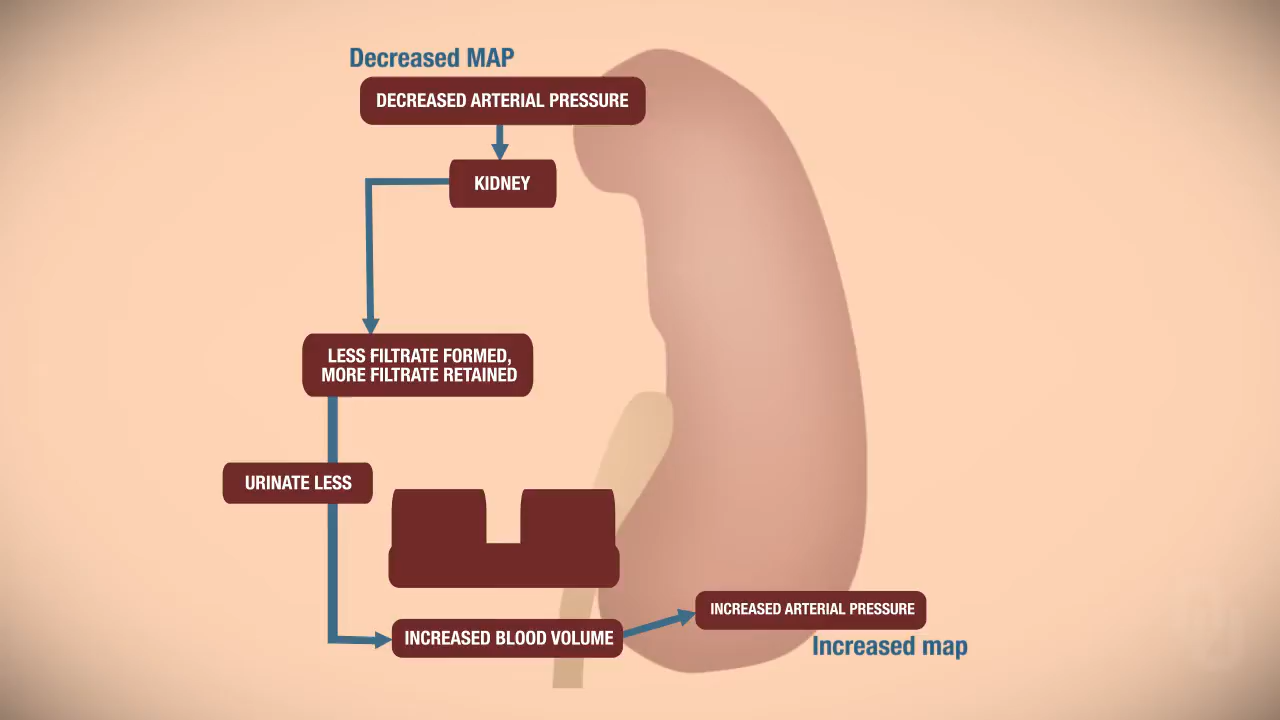 Decreased MAP
DECREASED ARTERIAL PRESSURE
KIDNEY
LESS FILTRATE FORMED,
MORE FILTRATE RETAINED
URINATE LESS
INCREASED ARTERIAL PRESSURE
INCREASED BLOOD VOLUME
Increased map